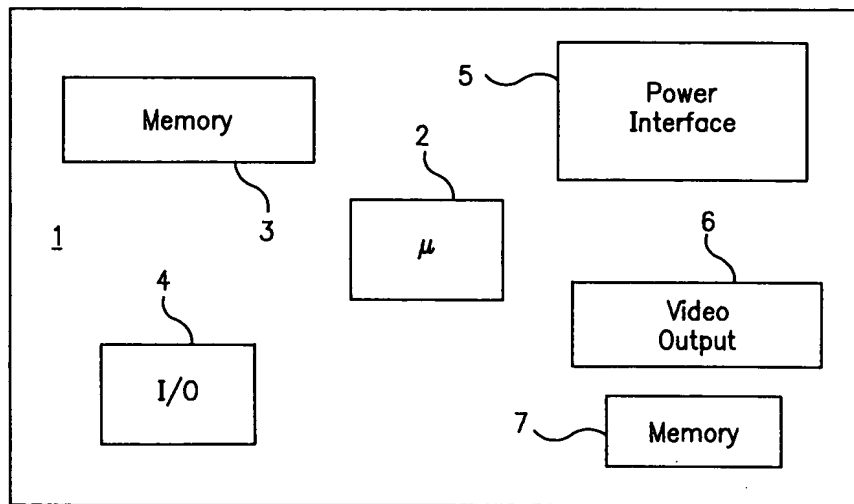 5
Power
Interface
Memory
2
3
μ
1
6
4
Video
Output
I/O
7
Memory